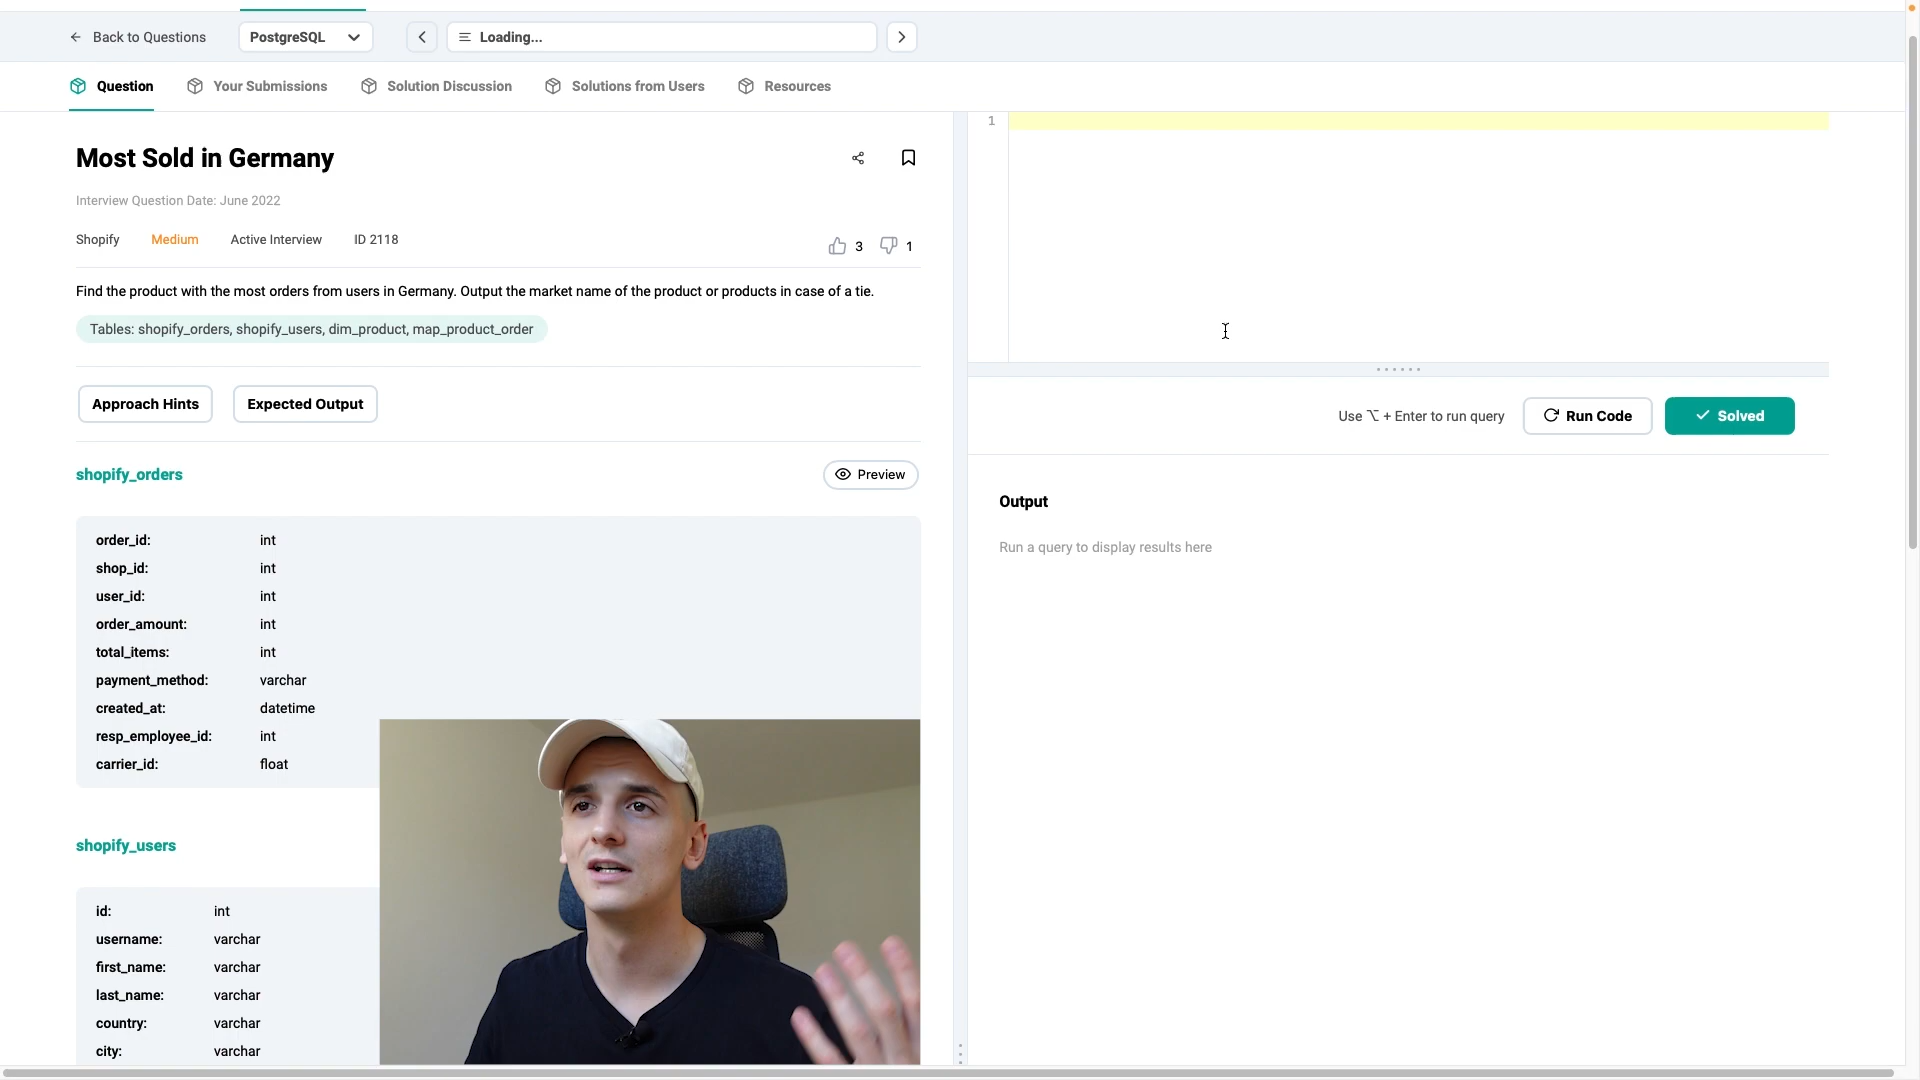 Back to Questions
PostgreSQL
Loading...
Question
Your Submissions
Solution Discussion
Solutions from Users
Resources
Most Sold in Germany
Interview Question Date: June 2022
Shopify Medium Active Interview ID 2118
3 1
Find the product with the most orders from users in Germany. Output the market name of the product or products in case of a tie.
Tables: shopify_orders, shopify_users, dim_product, map_product_order
Approach Hints
Expected Output
shopify_orders
Preview
order_id: int
shop_id: int
user_id: int
order_amount: int
total_items: int
payment_method: varchar
created_at: datetime
resp_employee_id: int
carrier_id: float
shopify_users
id: int
username: varchar
first_name: varchar
last_name: varchar
country: varchar
city: varchar
1
Use ⌥ + Enter to run query
Run Code
Solved
Output
Run a query to display results here